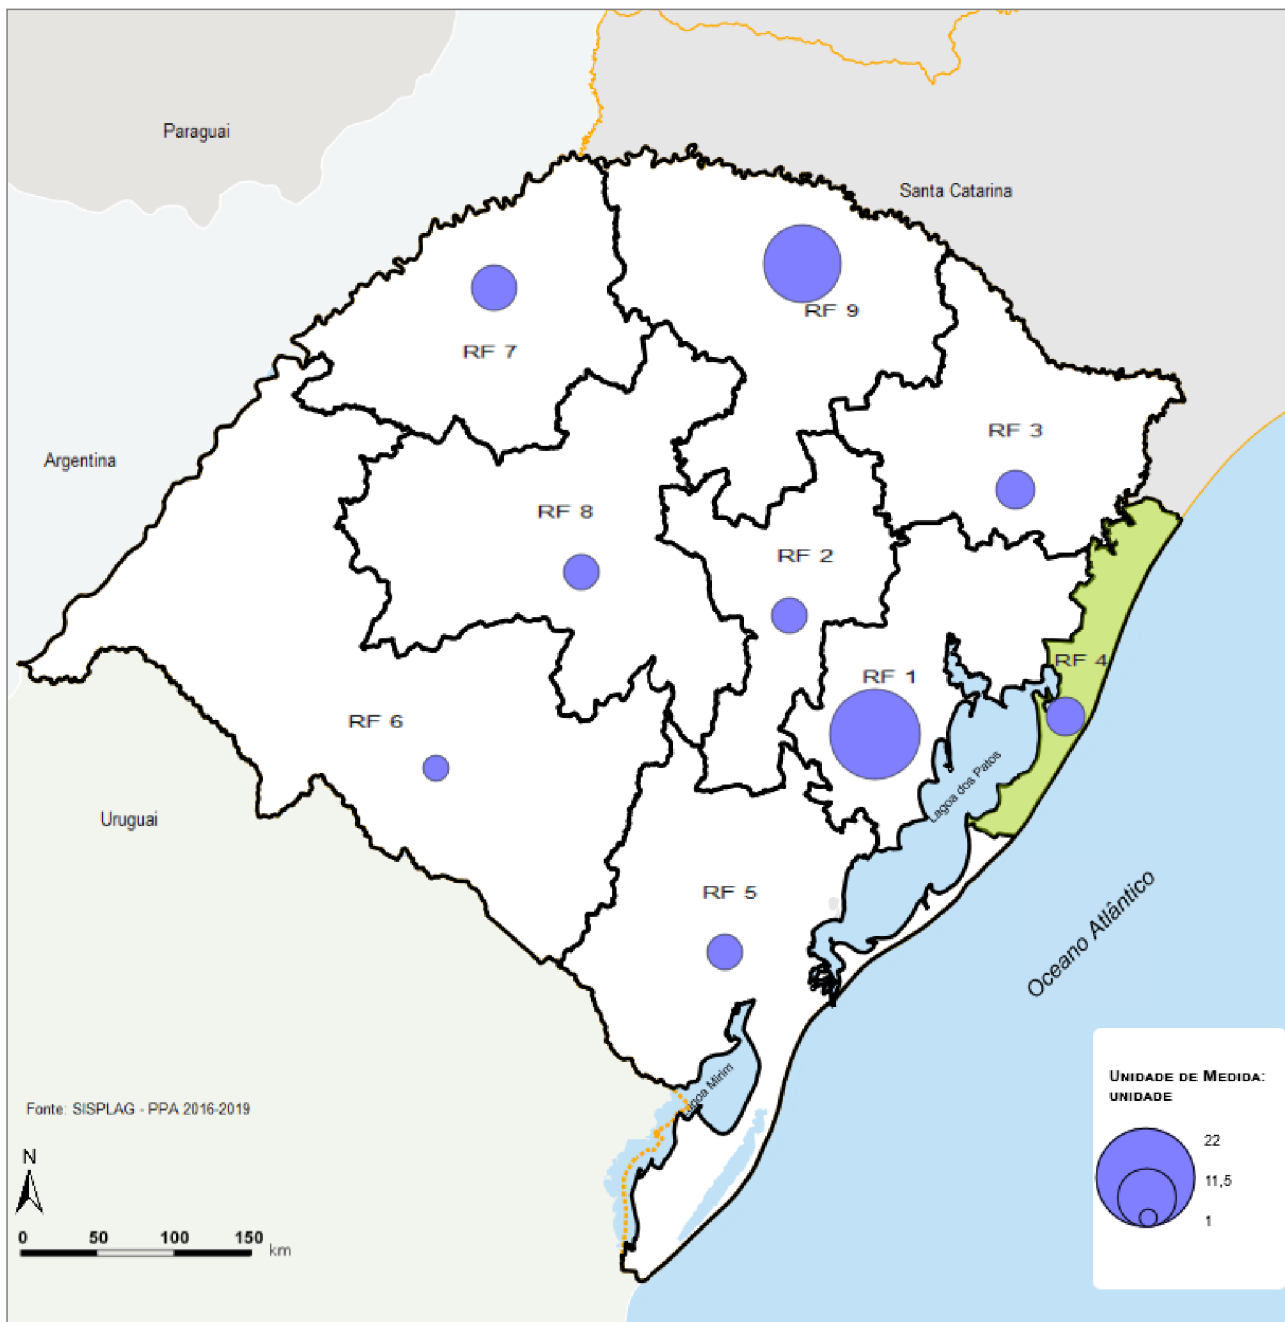 Paraguai
Santa Catarina
RF 9
RF 7
RF 3
Argentina
RF 8
RF 2
RF 4
RF 1
RF 6
Lagoa dos Patos
Uruguai
RF 5
Oceano Atlântico
UNIDADE DE MEDIDA:
UNIDADE
Lagoa Mirim
Fonte: SISPLAG - PPA 2016-2019
22
N
11,5
1
0 50 100 150
km